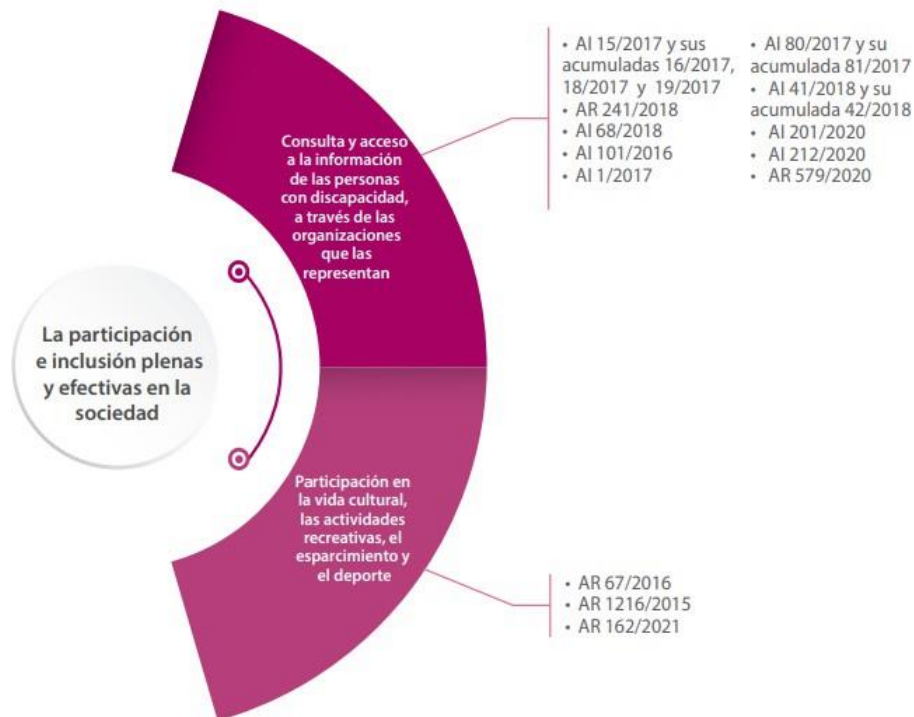 La participación
e inclusión plenas
y efectivas en la
sociedad
Consulta y acceso
a la información
de las personas
con discapacidad,
a través de las
organizaciones
que las
representan
• AI 15/2017 y sus
acumuladas 16/2017,
18/2017 y 19/2017
• AR 241/2018
• AI 68/2018
• AI 101/2016
• AI 1/2017
• AI 80/2017 y su
acumulada 81/2017
• AI 41/2018 y su
acumulada 42/2018
• AI 201/2020
• AI 212/2020
• AR 579/2020
Participación en
la vida cultural,
las actividades
recreativas, el
esparcimiento y
el deporte
• AR 67/2016
• AR 1216/2015
• AR 162/2021